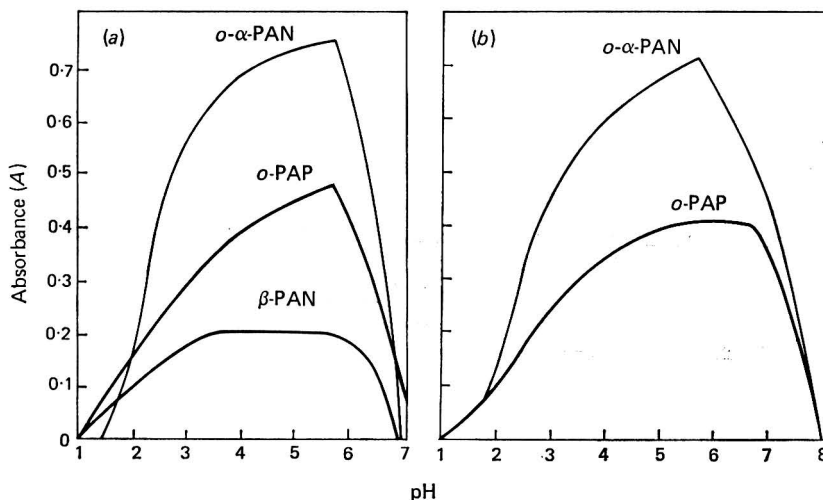 (a)
o-α-PAN
o-PAP
β-PAN
Absorbance (A)
0·7
0·6
0·5
0·4
0·3
0·2
0·1
0
1 2 3 4 5 6 7
(b)
o-α-PAN
o-PAP
1 2 3 4 5 6 7 8
pH